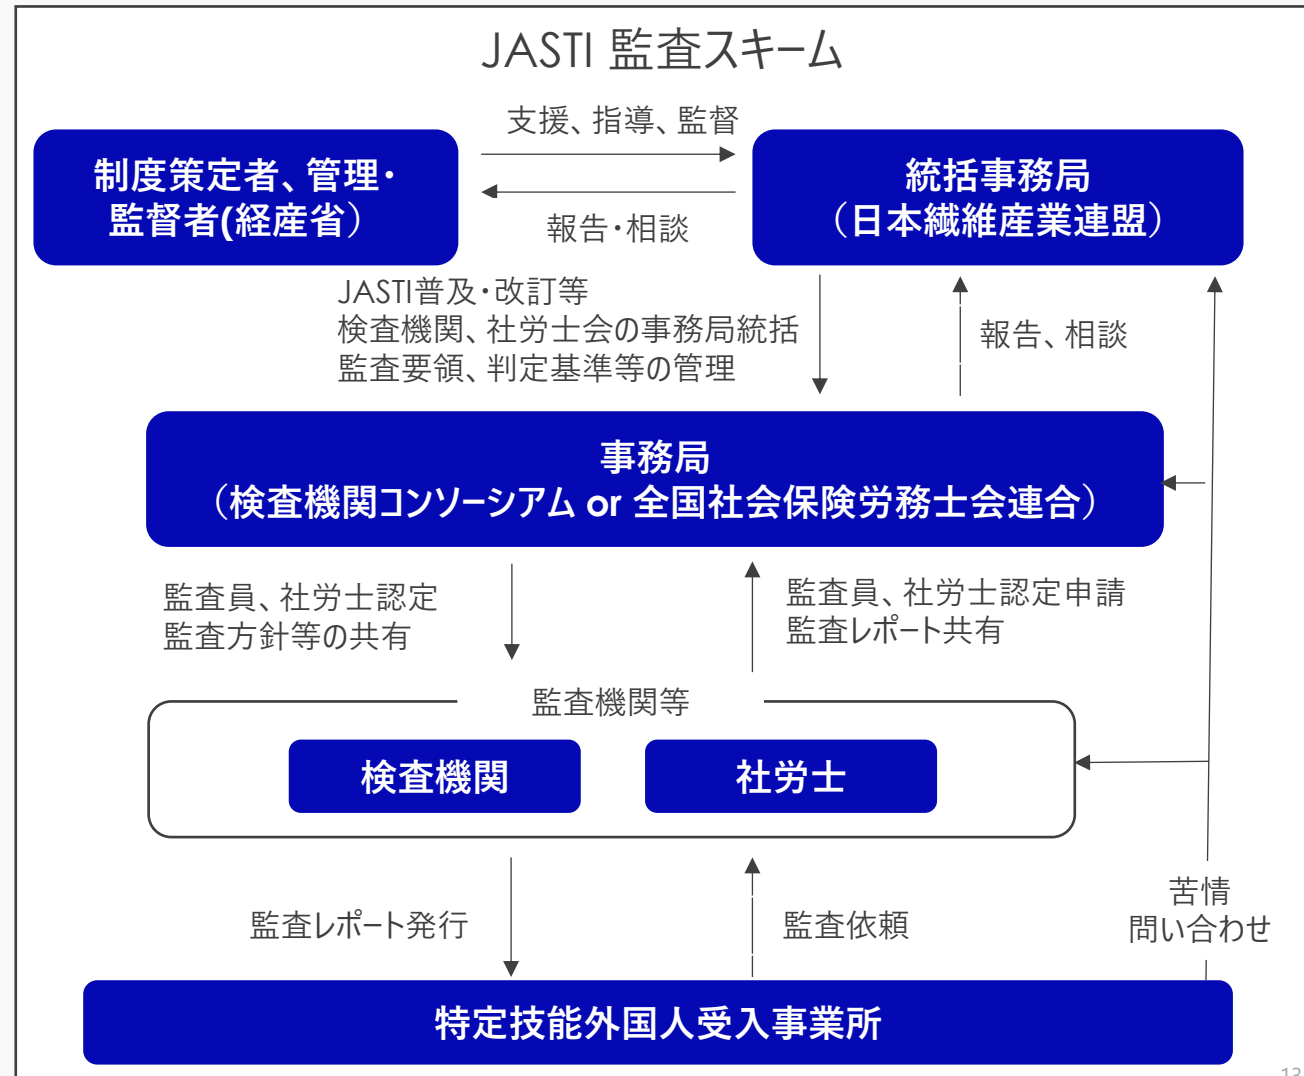 JASTI 監査スキーム
支援、指導、監督
制度策定者、管理・
監督者(経産省）
統括事務局
（日本繊維産業連盟）
報告・相談
JASTI普及・改訂等
検査機関、社労士会の事務局統括
監査要領、判定基準等の管理
報告、相談
事務局
（検査機関コンソーシアム or 全国社会保険労務士会連合）
監査員、社労士認定
監査方針等の共有
監査員、社労士認定申請
監査レポート共有
監査機関等
検査機関
社労士
監査レポート発行
監査依頼
苦情
問い合わせ
特定技能外国人受入事業所
13